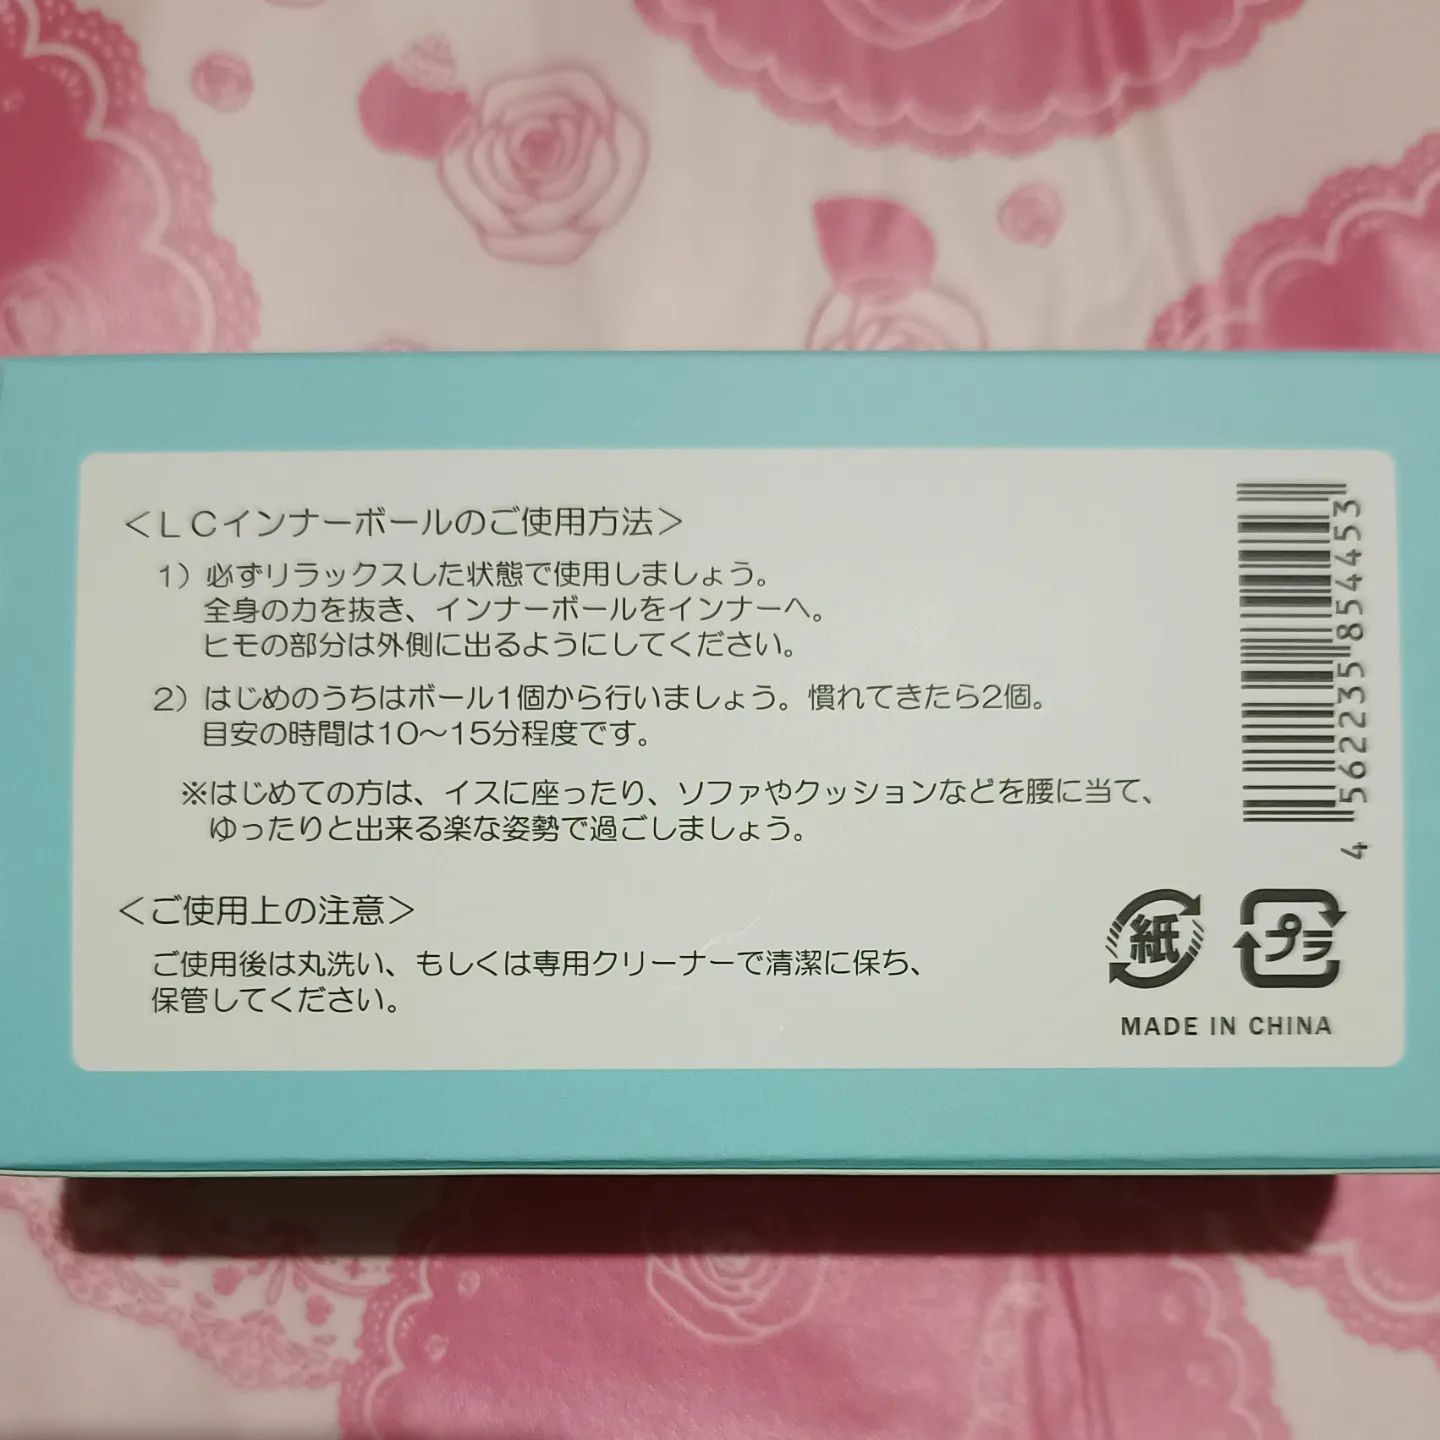 ＜ＬＣインナーボールのご使用方法＞
1）必ずリラックスした状態で使用しましょう。
全身の力を抜き、インナーボールをインナーへ。
ヒモの部分は外側に出るようにしてください。
2）はじめのうちはボール1個から行いましょう。慣れてきたら2個。
目安の時間は10〜15分程度です。
※はじめての方は、イスに座ったり、ソファやクッションなどを腰に当て、
ゆったりと出来る楽な姿勢で過ごしましょう。
＜ご使用上の注意＞
ご使用後は丸洗い、もしくは専用クリーナーで清潔に保ち、
保管してください。
4562235854453
紙
プラ
MADE IN CHINA